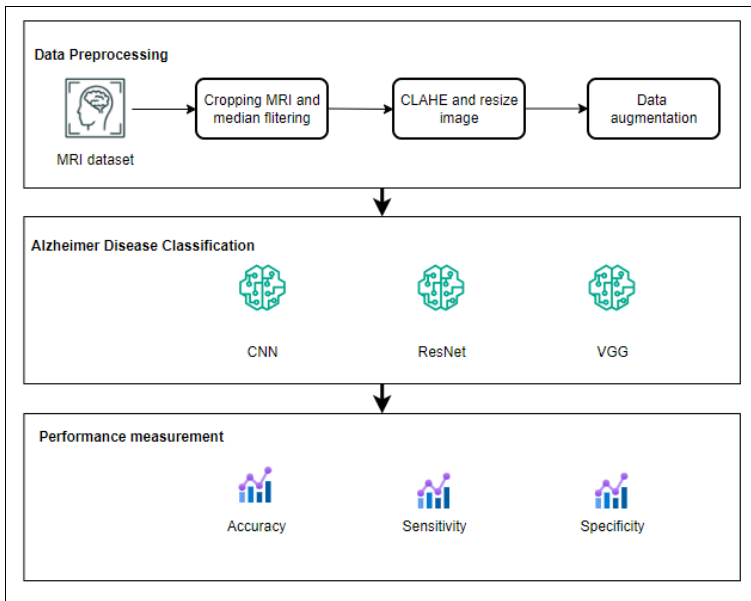 Data Preprocessing
Cropping MRI and
median flitering
CLAHE and resize
image
Data
augmentation
MRI dataset
Alzheimer Disease Classification
CNN
ResNet
VGG
Performance measurement
Accuracy
Sensitivity
Specificity